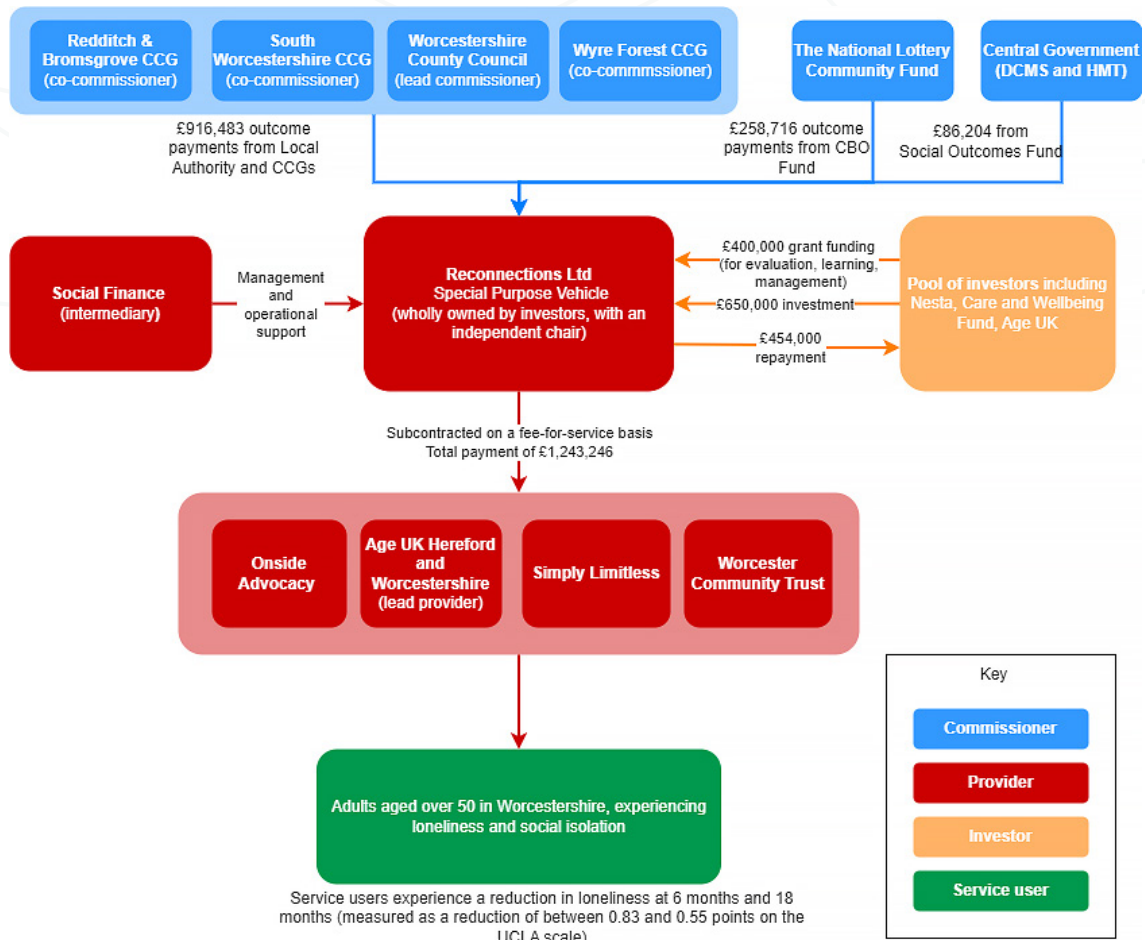 Redditch &
Bromsgrove CCG
(co-commissioner)
South
Worcestershire CCG
(co-commissioner)
Worcestershire
County Council
(lead commissioner)
Wyre Forest CCG
(co-commmssioner)
The National Lottery
Community Fund
Central Government
(DCMS and HMT)
£916,483 outcome
payments from Local
Authority and CCGs
£258,716 outcome
payments from CBO
Fund
£86,204 from
Social Outcomes Fund
Social Finance
(intermediary)
Management
and
operational
support
Reconnections Ltd
Special Purpose Vehicle
(wholly owned by investors, with an
independent chair)
£400,000 grant funding
(for evaluation, learning,
management)
£650,000 investment
£454,000
repayment
Pool of investors including
Nesta, Care and Wellbeing
Fund, Age UK
Subcontracted on a fee-for-service basis
Total payment of £1,243,246
Onside
Advocacy
Age UK Hereford
and
Worcestershire
(lead provider)
Simply Limitless
Worcester
Community Trust
Adults aged over 50 in Worcestershire, experiencing
loneliness and social isolation
Service users experience a reduction in loneliness at 6 months and 18
months (measured as a reduction of between 0.83 and 0.55 points on the
UCLA scale)
Key
Commissioner
Provider
Investor
Service user